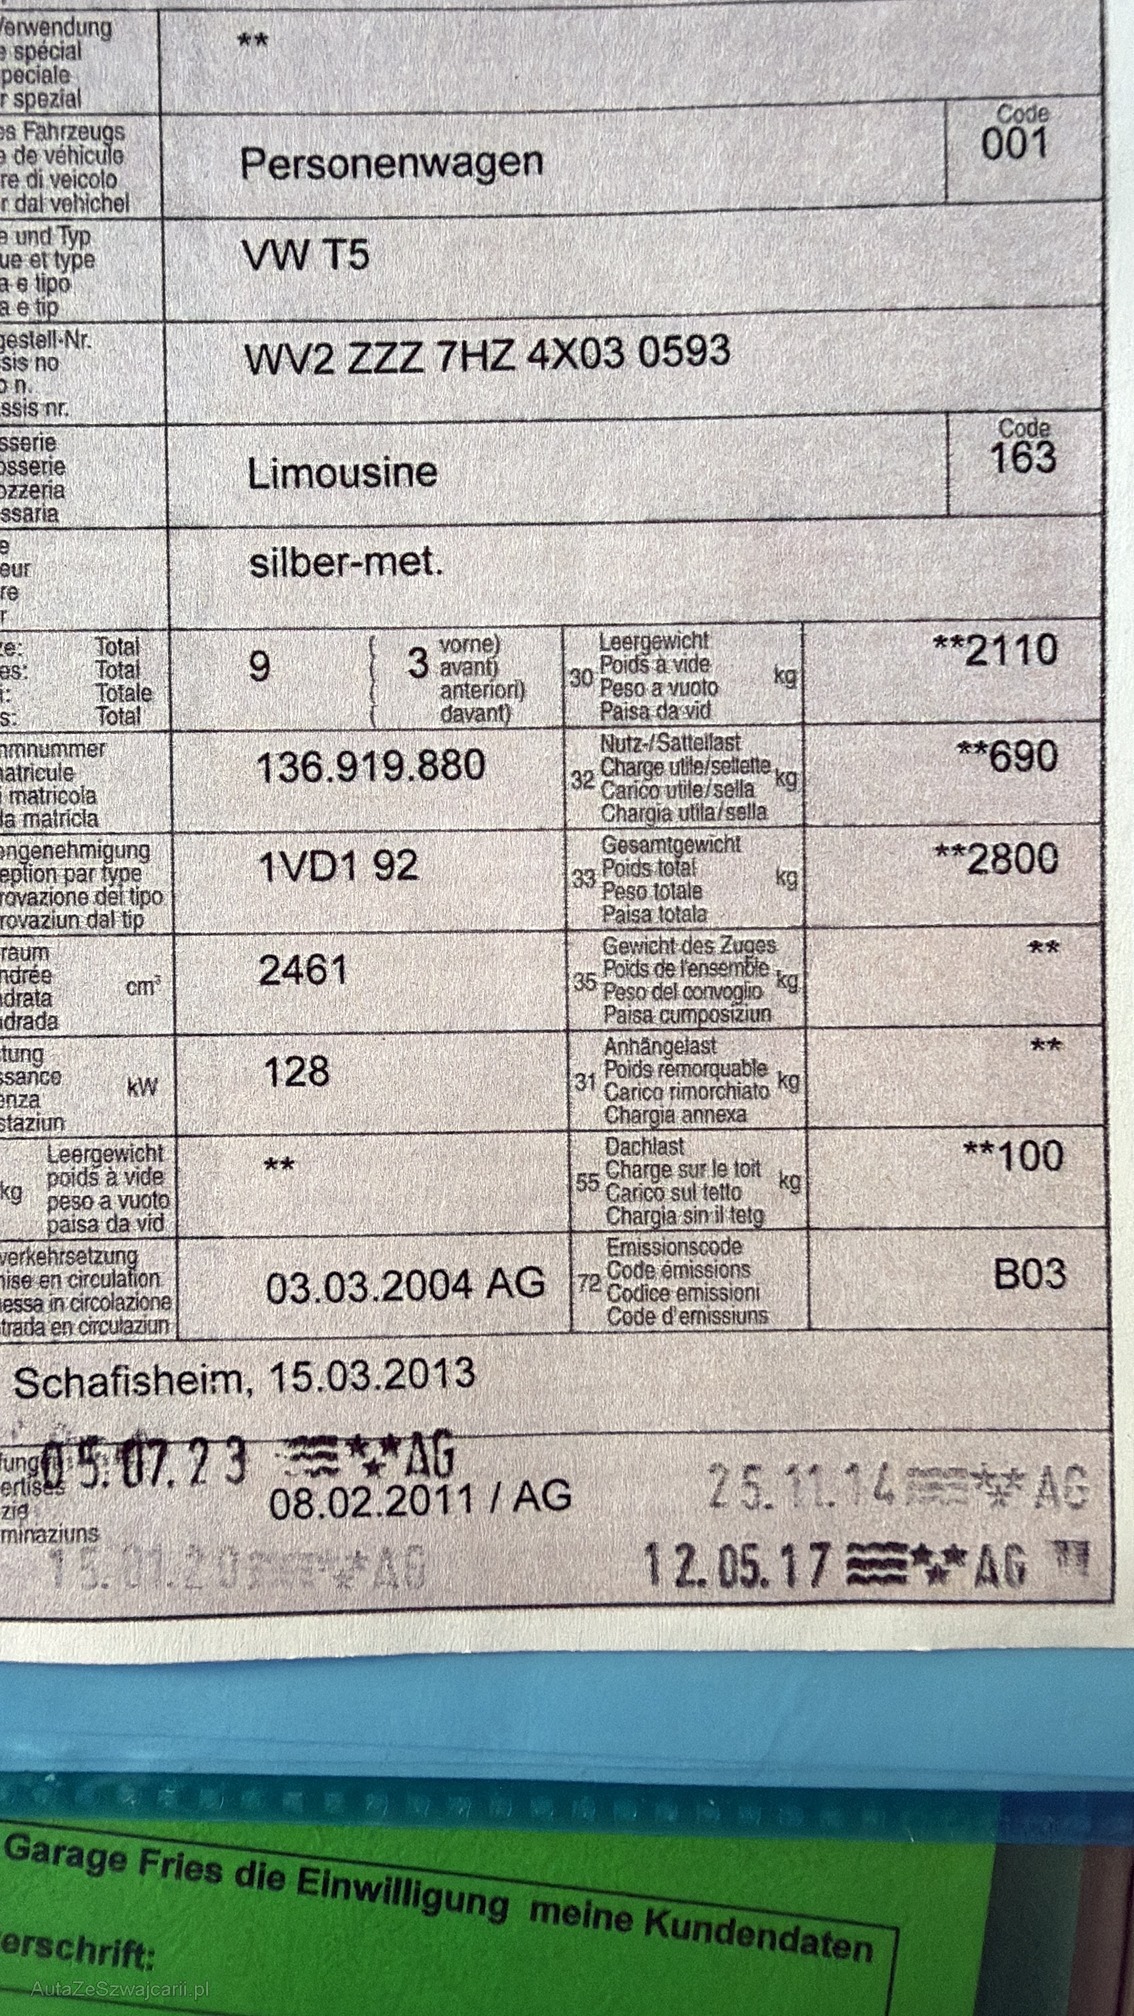 Verwendung
e spécial
peciale
r spezial
**
es Fahrzeugs
e de véhicule
re di veicolo
r dal vehichel
Personenwagen
Code
001
e und Typ
ue et type
a e tipo
a e tip
VW T5
gestell-Nr.
sis no
o n.
ssis nr.
WV2 ZZZ 7HZ 4X03 0593
sserie
osserie
ozzeria
ssaria
Limousine
Code
163
e
eur
re
r
silber-met.
ze: Total
es: Total
i: Totale
s: Total
9
( 3 vorne)
( avant)
( anteriori)
( davant)
30
Leergewicht
Poids à vide
Peso a vuoto
Paisa da vid
kg
**2110
mmnummer
matricule
i matricola
la matricla
136.919.880
32
Nutz-/Sattellast
Charge utile/sellette
Carico utile/sella
Chargia utila/sella
kg
**690
engenehmigung
eption par type
rovazione del tipo
rovaziun dal tip
1VD1 92
33
Gesamtgewicht
Poids total
Peso totale
Paisa totala
kg
**2800
raum
ndrée
ndrata
ndrada
cm³
2461
35
Gewicht des Zuges
Poids de l'ensemble
Peso del convoglio
Paisa cumposiziun
kg
**
stung
ssance
enza
staziun
kW
128
31
Anhängelast
Poids remorquable
Carico rimorchiato
Chargia annexa
kg
**
kg
Leergewicht
poids à vide
peso a vuoto
paisa da vid
**
55
Dachlast
Charge sur le toit
Carico sul tetto
Chargia sin il tetg
kg
**100
verkehrsetzung
mise en circulation
essa in circolazione
trada en circulaziun
03.03.2004 AG
72
Emissionscode
Code émissions
Codice emissioni
Code d'emissiuns
B03
Schafisheim, 15.03.2013
fung
ertises
zig
minaziuns
05.07.23 AG
08.02.2011 / AG
25.11.14 AG
12.05.17 AG
Garage Fries die Einwilligung meine Kundendaten
erschrift:
AutaZeSzwajcarii.pl